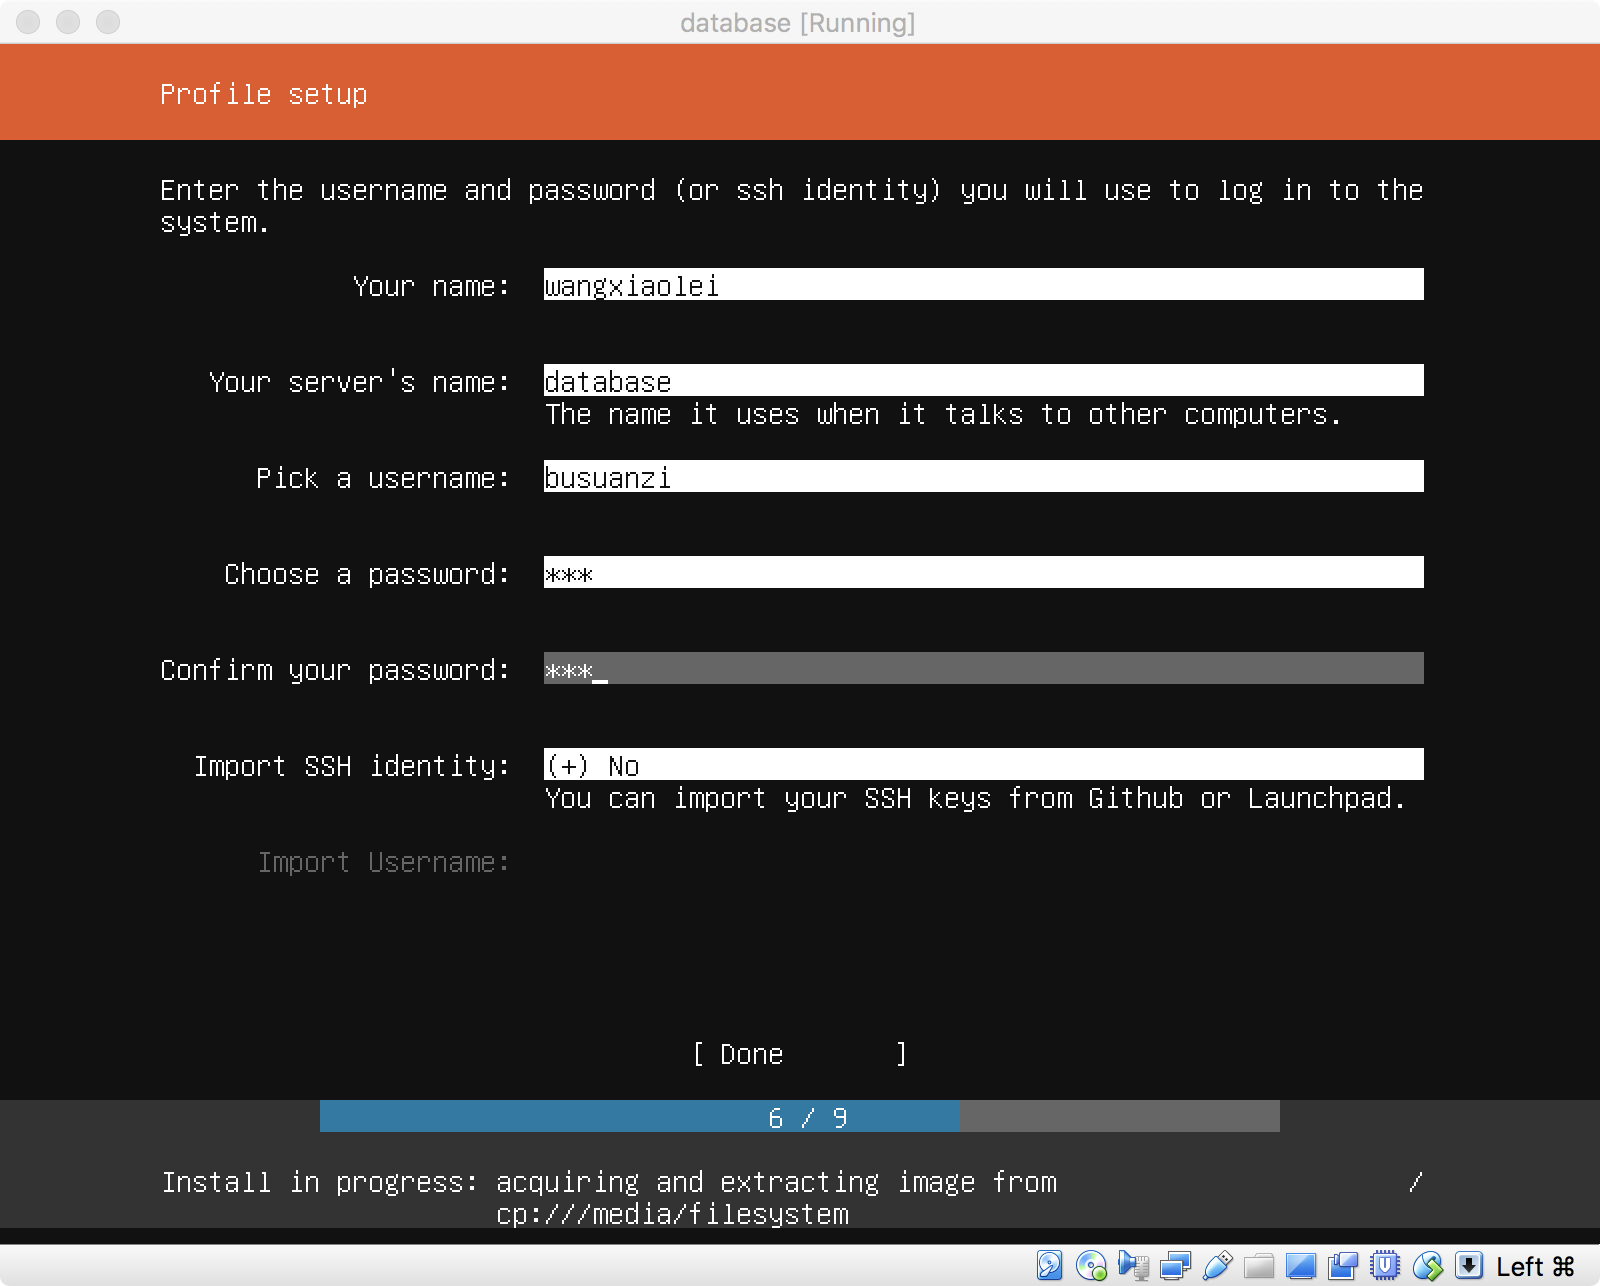 database [Running]
Profile setup
Enter the username and password (or ssh identity) you will use to log in to the
system.
Your name: wangxiaolei
Your server's name: database
The name it uses when it talks to other computers.
Pick a username: busuanzi
Choose a password: ***
Confirm your password: ***_
Import SSH identity: (+) No
You can import your SSH keys from Github or Launchpad.
Import Username:
[ Done ]
6 / 9
Install in progress: acquiring and extracting image from /
cp:///media/filesystem
Left ⌘